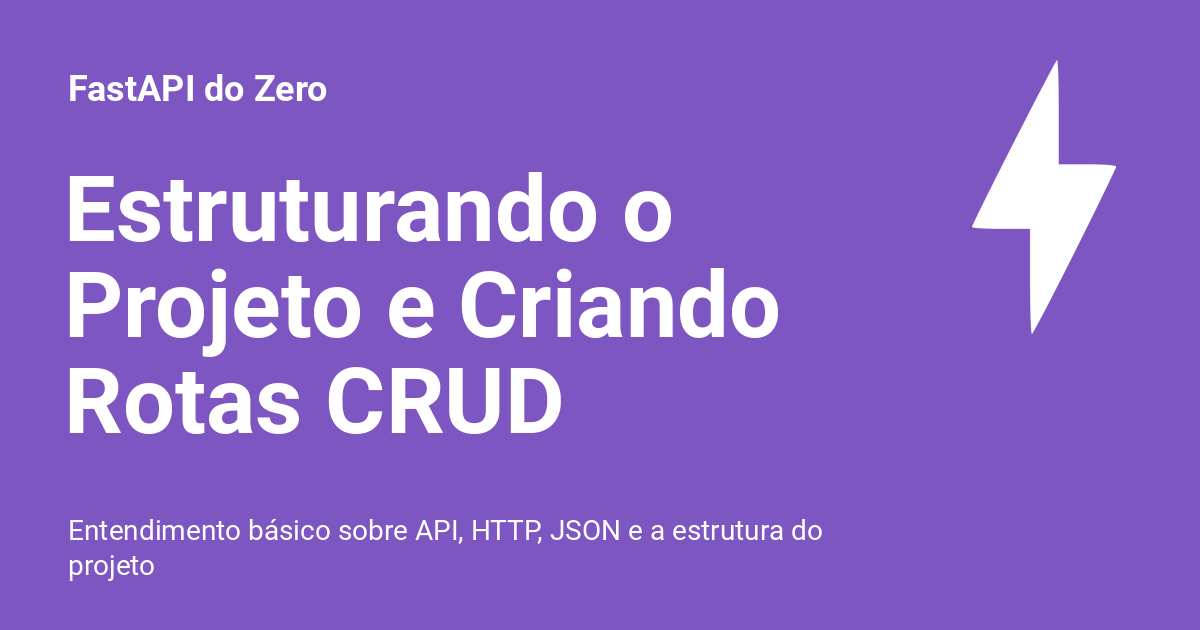 FastAPI do Zero
Estruturando o
Projeto e Criando
Rotas CRUD
Entendimento básico sobre API, HTTP, JSON e a estrutura do
projeto